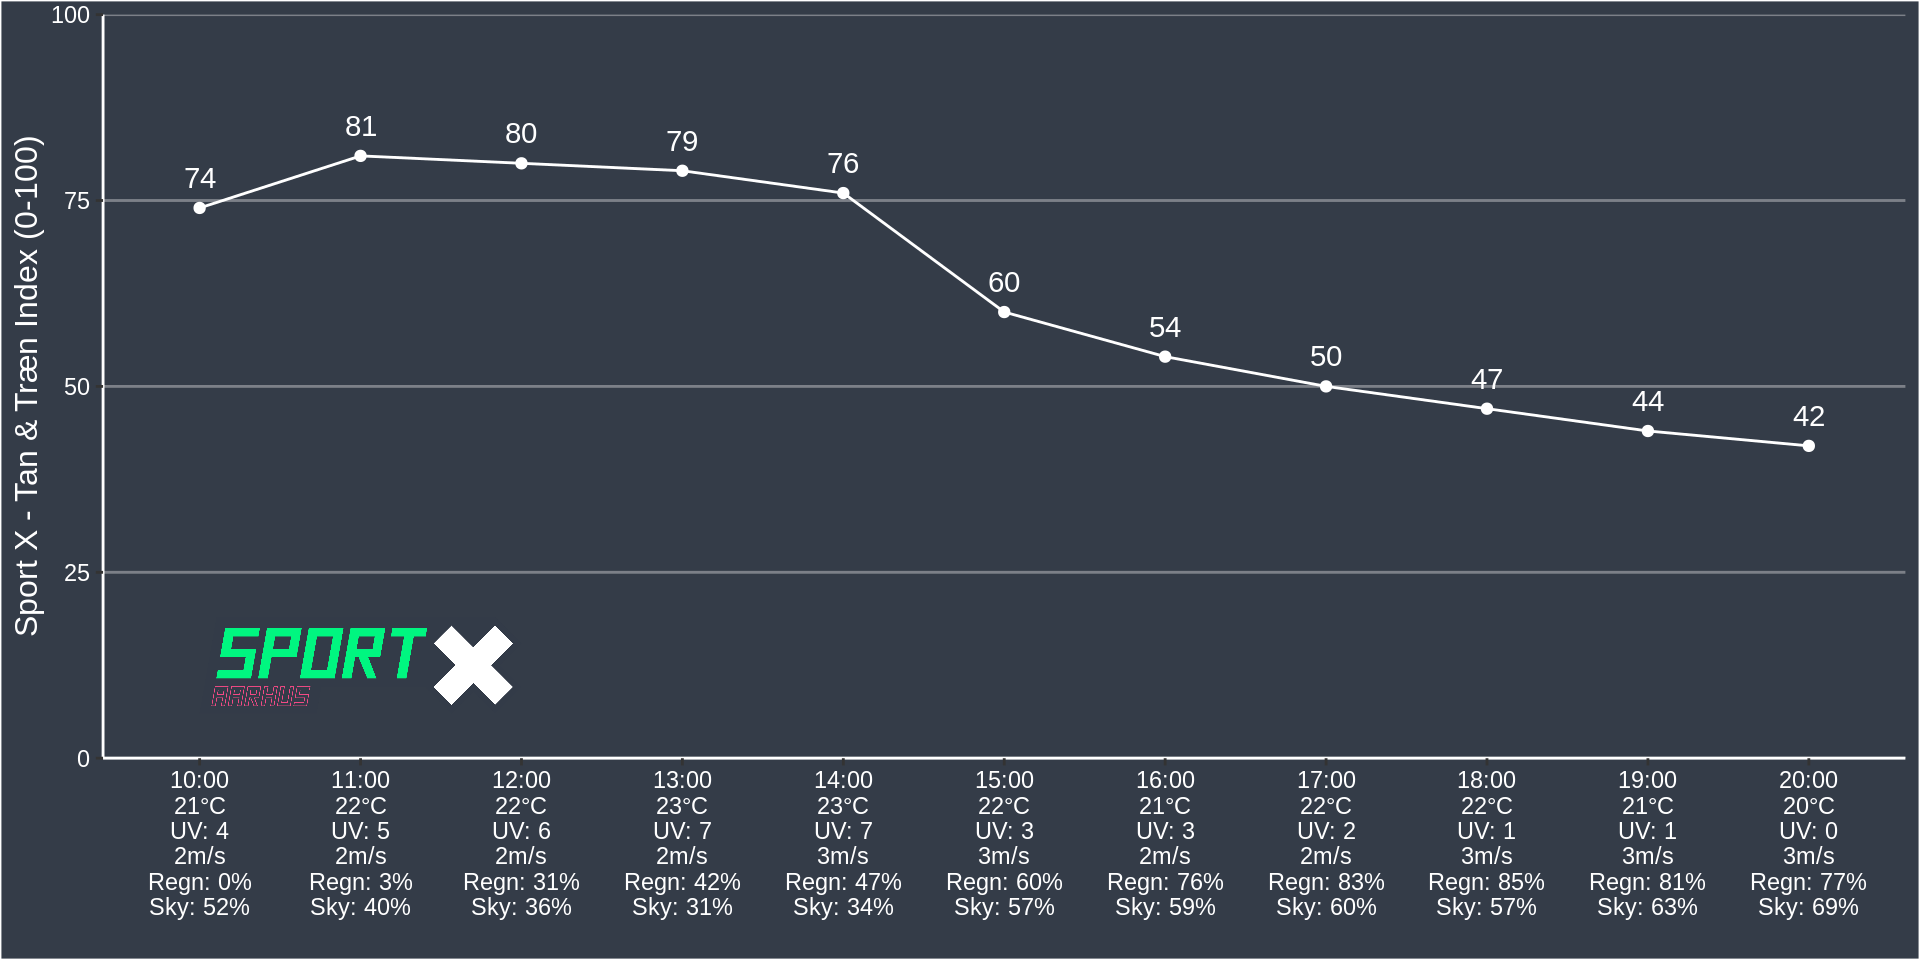 Sport X - Tan & Træn Index (0-100)
100
75
50
25
0
74
81
80
79
76
60
54
50
47
44
42
SPORT X
AARHUS
10:00 11:00 12:00 13:00 14:00 15:00 16:00 17:00 18:00 19:00 20:00
21°C 22°C 22°C 23°C 23°C 22°C 21°C 22°C 22°C 21°C 20°C
UV: 4 UV: 5 UV: 6 UV: 7 UV: 7 UV: 3 UV: 3 UV: 2 UV: 1 UV: 1 UV: 0
2m/s 2m/s 2m/s 2m/s 3m/s 3m/s 2m/s 2m/s 3m/s 3m/s 3m/s
Regn: 0% Regn: 3% Regn: 31% Regn: 42% Regn: 47% Regn: 60% Regn: 76% Regn: 83% Regn: 85% Regn: 81% Regn: 77%
Sky: 52% Sky: 40% Sky: 36% Sky: 31% Sky: 34% Sky: 57% Sky: 59% Sky: 60% Sky: 57% Sky: 63% Sky: 69%